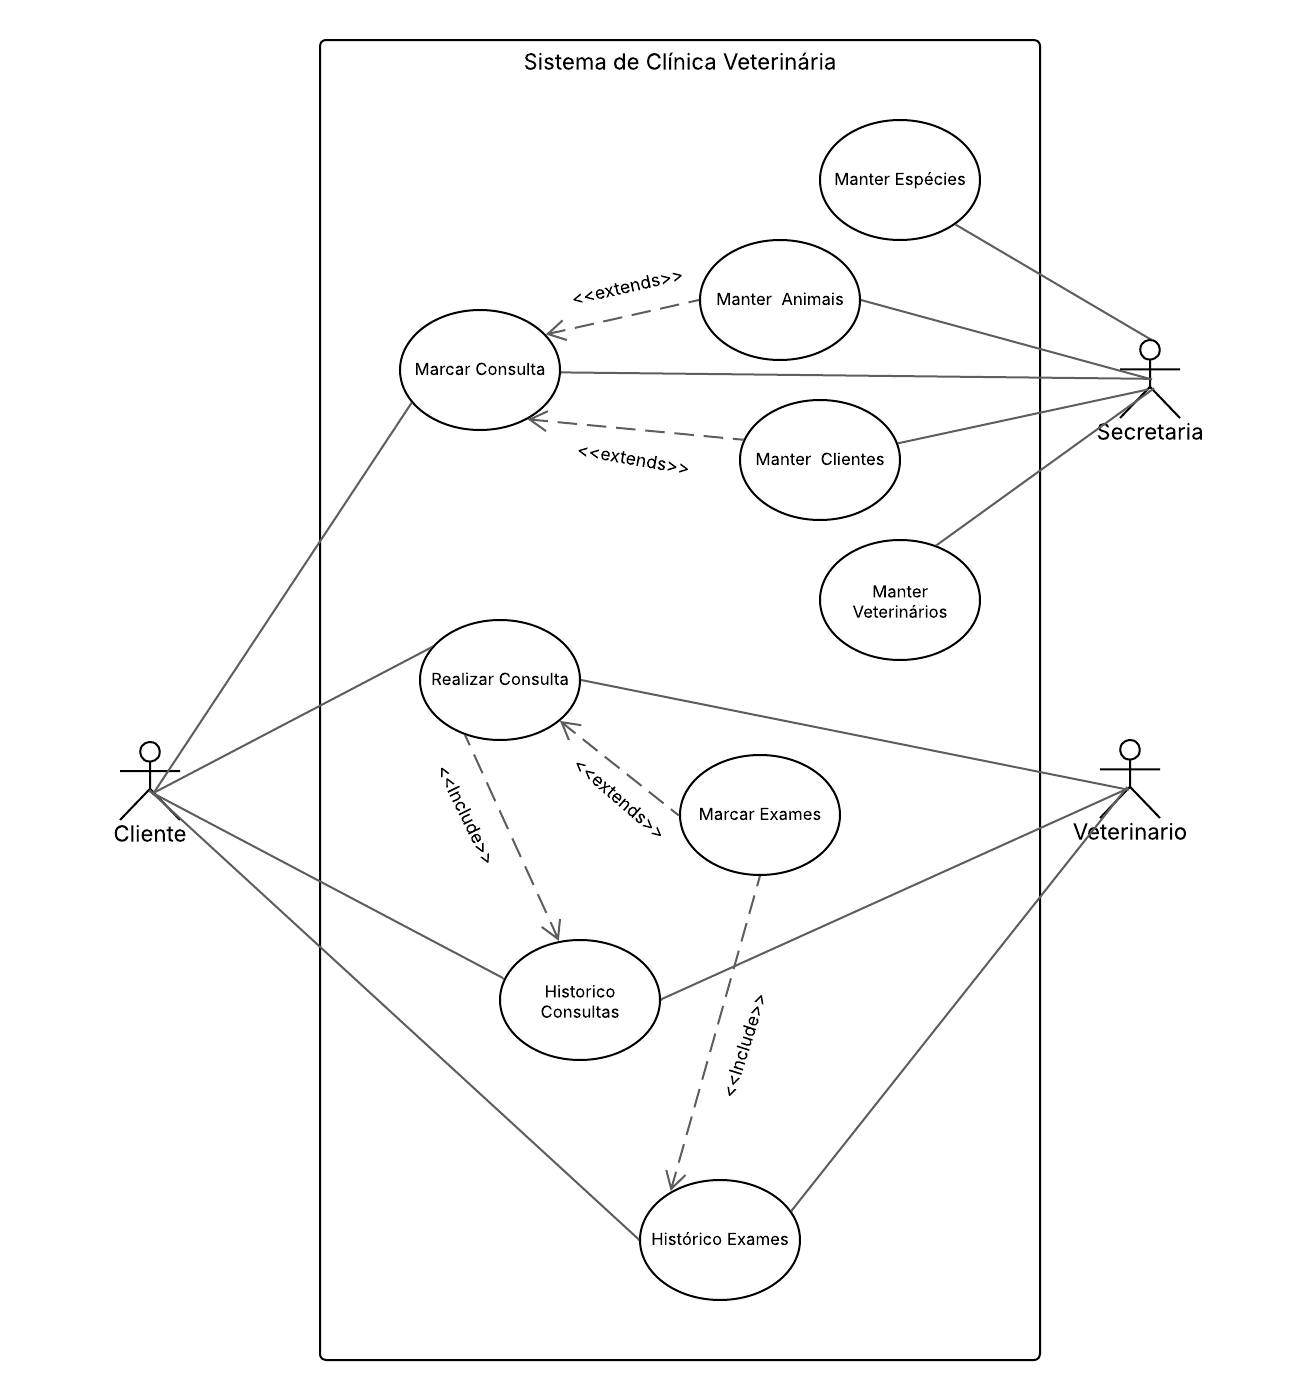 Sistema de Clínica Veterinária
Manter Espécies
<<extends>>
Manter  Animais
Marcar Consulta
Secretaria
<<extends>>
Manter  Clientes
Manter
Veterinários
Realizar Consulta
<<Include>>
<<extends>>
Marcar Exames
Cliente
Veterinario
Historico
Consultas
<<Include>>
Histórico Exames